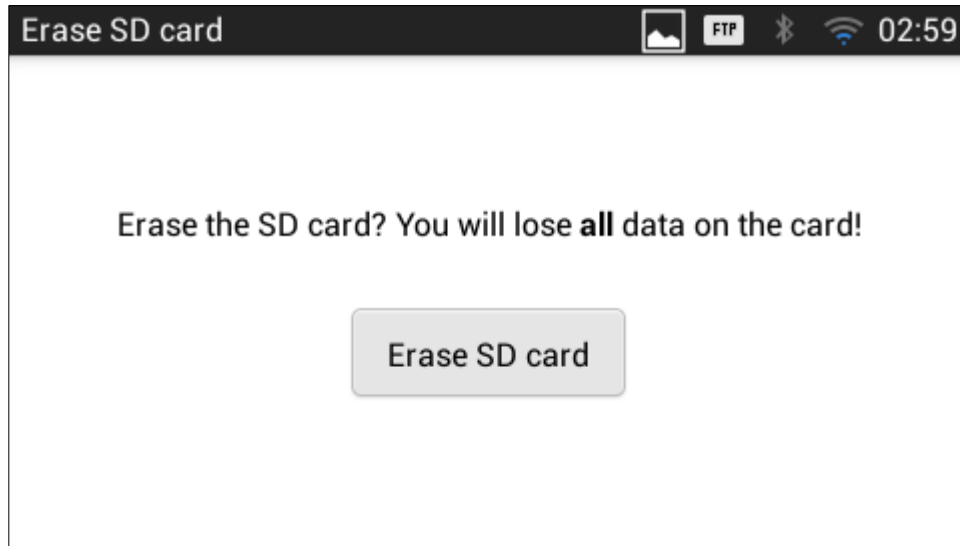 Erase SD card FTP 02:59
Erase the SD card? You will lose all data on the card!
Erase SD card